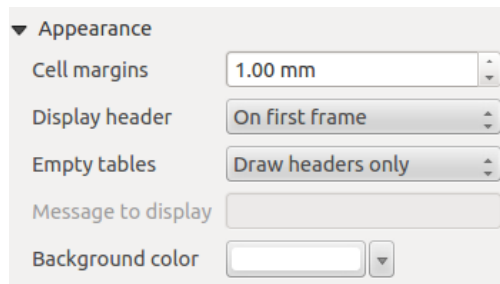 Appearance
Cell margins 1.00 mm
Display header On first frame
Empty tables Draw headers only
Message to display
Background color